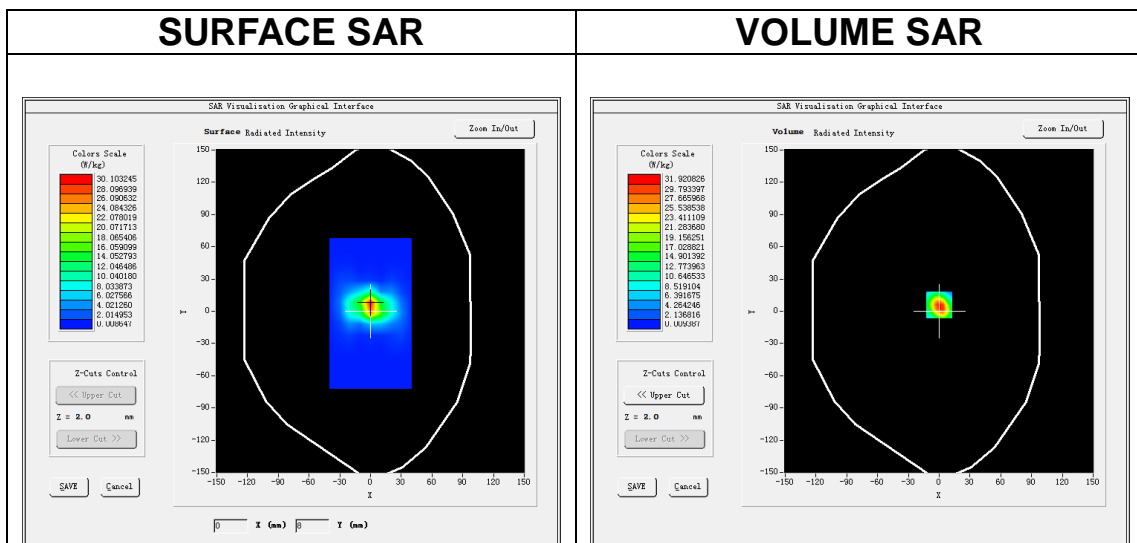 SURFACE SAR
VOLUME SAR
SAR Visualisation Graphical Interface
Surface Radiated Intensity
Zoom In/Out
Colors Scale
(W/kg)
30.103245
28.096939
26.090632
24.084326
22.078019
20.071713
18.065406
16.059099
14.052793
12.046486
10.040180
8.033873
6.027566
4.021260
2.014953
0.008647
150
120
90
60
30
0
-30
-60
-90
-120
-150
Y
-150 -120 -90 -60 -30 0 30 60 90 120 150
X
Z-Cuts Control
<< Upper Cut
Z = 2.0 mm
Lower Cut >>
SAVE Cancel
0 X (mm) 8 Y (mm)
SAR Visualisation Graphical Interface
Volume Radiated Intensity
Zoom In/Out
Colors Scale
(W/kg)
31.920826
29.793397
27.665968
25.538538
23.411109
21.283680
19.156251
17.028821
14.901392
12.773963
10.646533
8.519104
6.391675
4.264246
2.136816
0.009387
150
120
90
60
30
0
-30
-60
-90
-120
-150
Y
-150 -120 -90 -60 -30 0 30 60 90 120 150
X
Z-Cuts Control
<< Upper Cut
Z = 2.0 mm
Lower Cut >>
SAVE Cancel